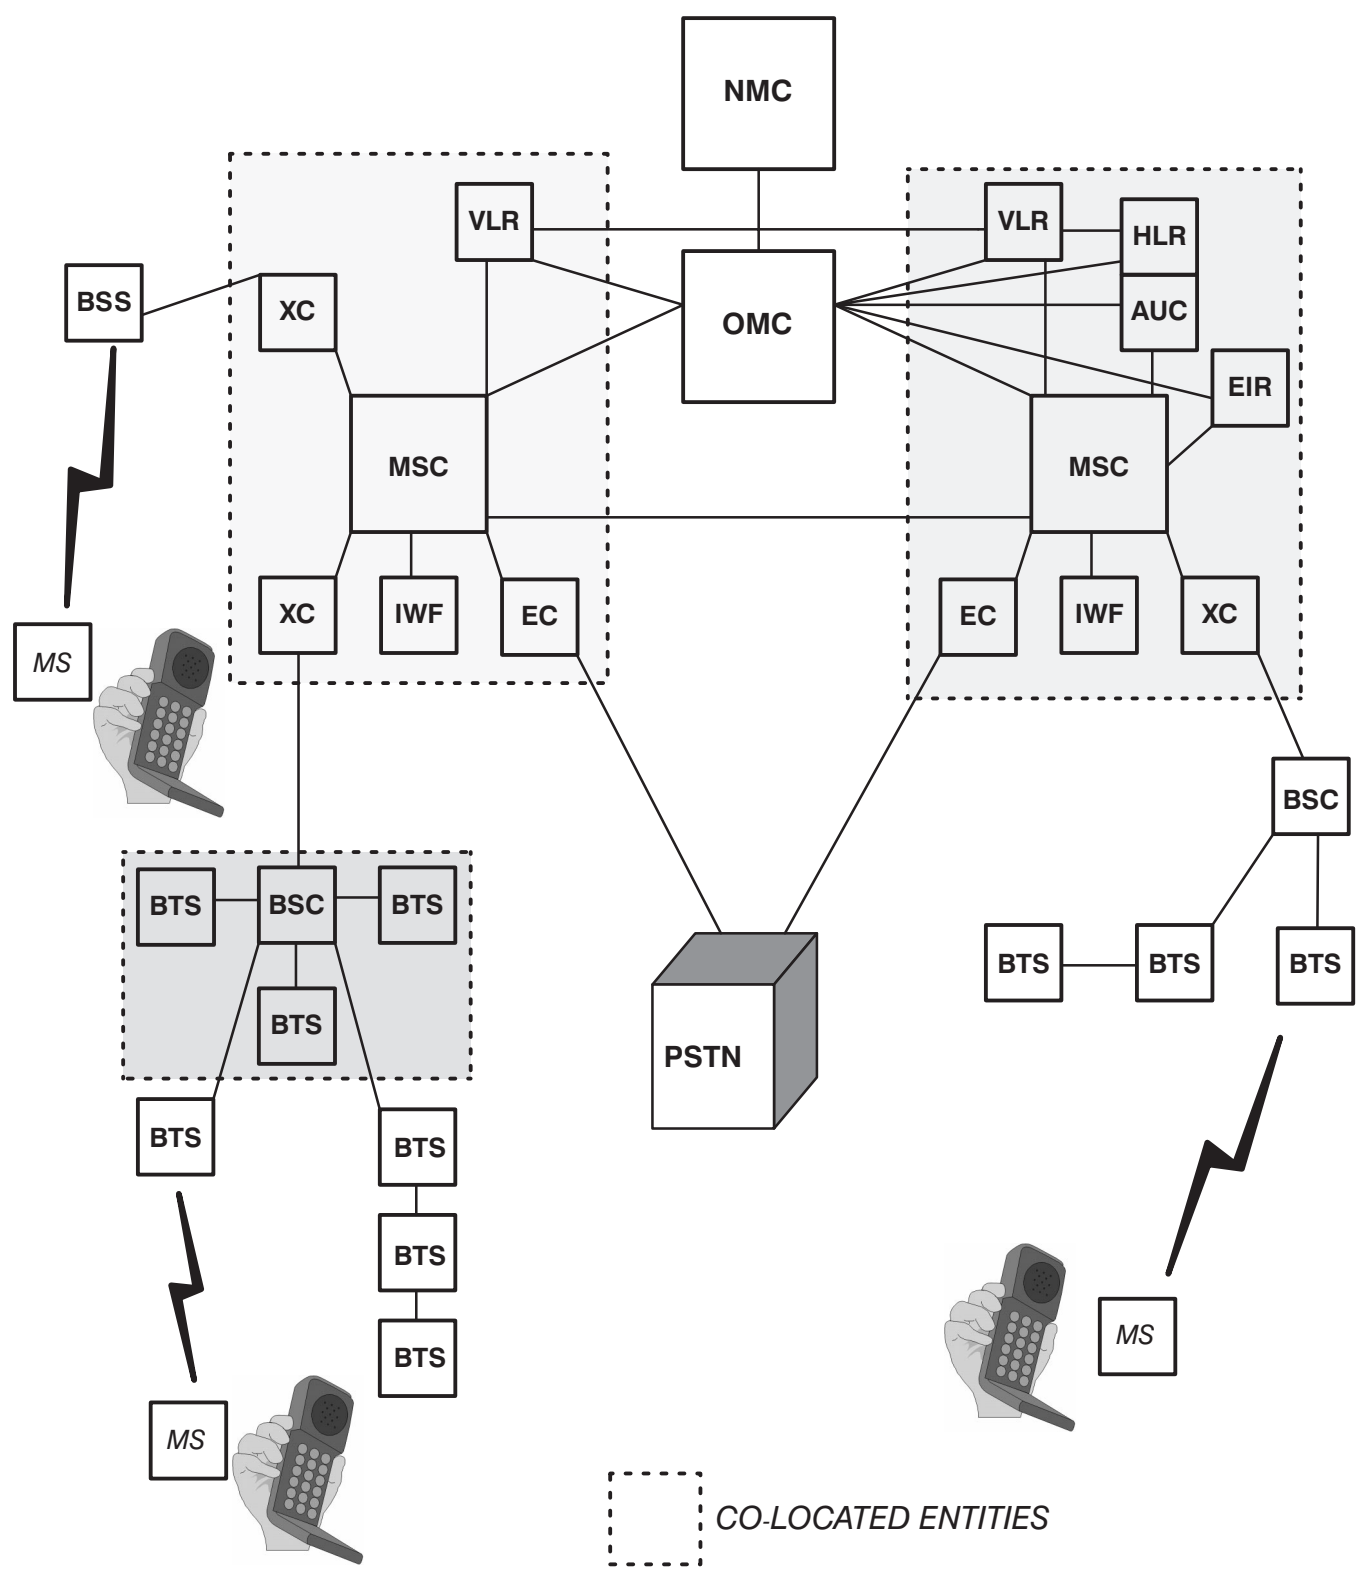 NMC
VLR
VLR
HLR
BSS
XC
OMC
AUC
EIR
MSC
MSC
XC
IWF
EC
EC
IWF
XC
MS
BSC
BTS
BSC
BTS
BTS
BTS
BTS
BTS
PSTN
BTS
BTS
BTS
BTS
MS
BTS
MS
CO-LOCATED ENTITIES